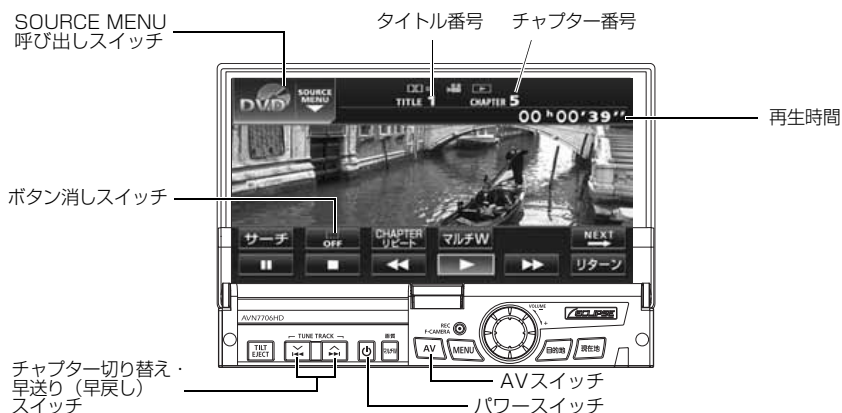 SOURCE MENU
呼び出しスイッチ
タイトル番号
チャプター番号
再生時間
ボタン消しスイッチ
DVD
SOURCE
MENU
TITLE 1
CHAPTER 5
00 h 00'39''
サーチ
OFF
CHAPTER
リピート
マルチW
NEXT
リターン
AVN7706HD
TILT
EJECT
TUNE TRACK
REC
F-CAMERA
VOLUME
+
ECLIPSE
AV
MENU
目的地
現在地
チャプター切り替え・
早送り（早戻し）
スイッチ
AVスイッチ
パワースイッチ